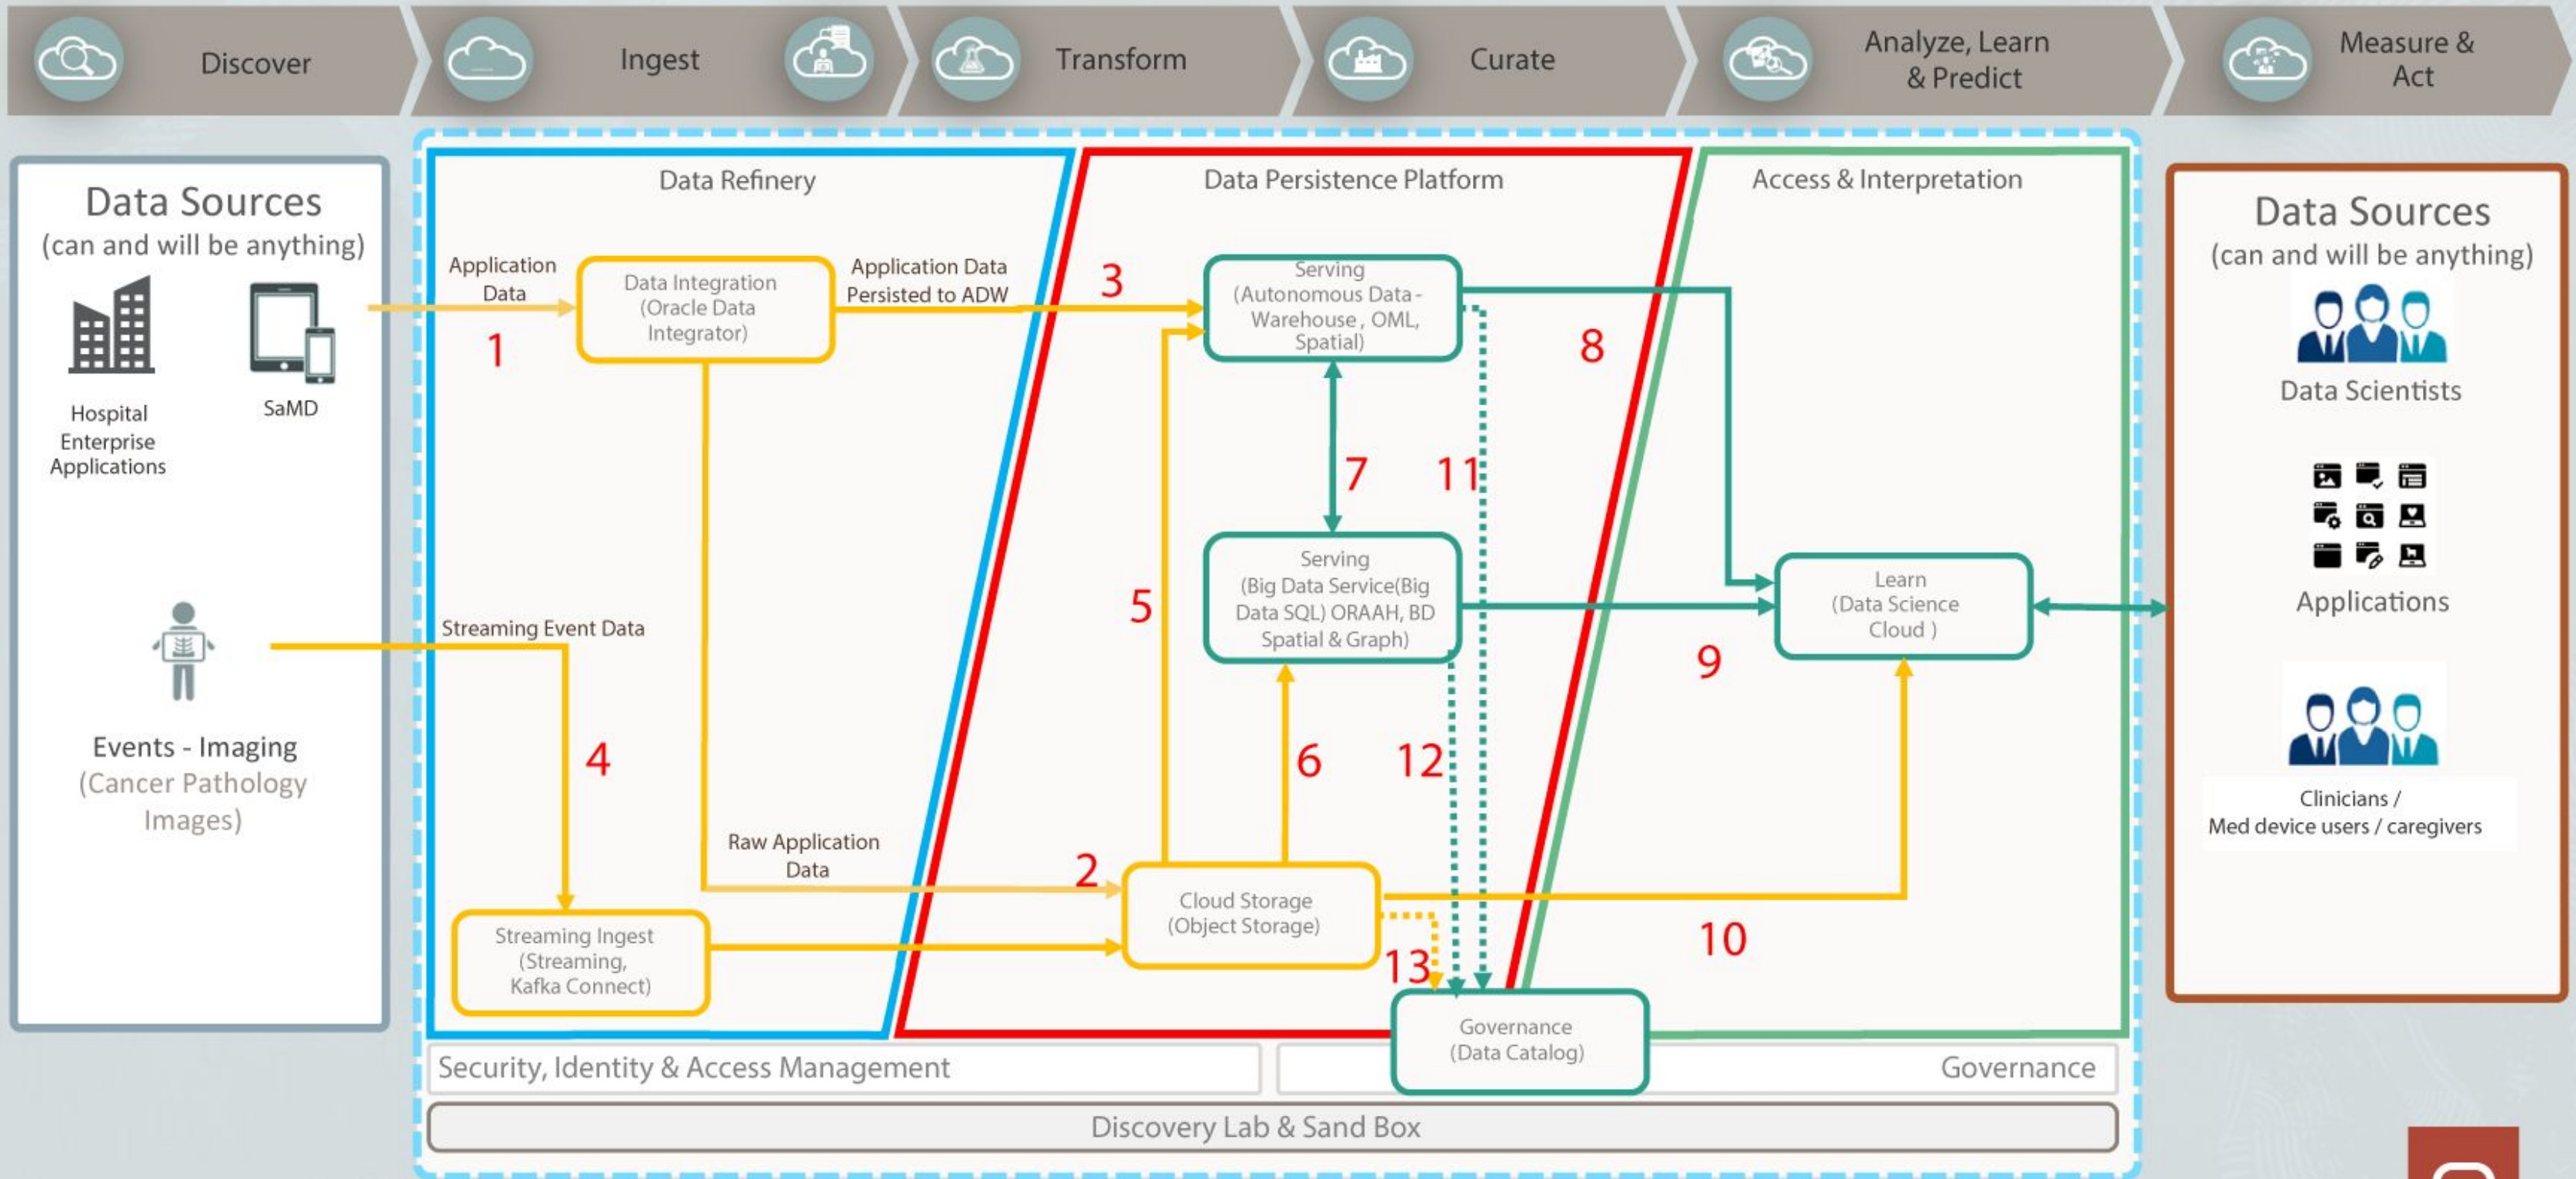 Discover
Ingest
Transform
Curate
Analyze, Learn
& Predict
Measure &
Act
Data Sources
(can and will be anything)
Hospital
Enterprise
Applications
SaMD
Events - Imaging
(Cancer Pathology
Images)
Data Refinery
Application
Data
1
Data Integration
(Oracle Data
Integrator)
Application Data
Persisted to ADW
Streaming Event Data
4
Raw Application
Data
Streaming Ingest
(Streaming,
Kafka Connect)
Data Persistence Platform
3
Serving
(Autonomous Data-
Warehouse, OML,
Spatial)
8
7
11
5
Serving
(Big Data Service(Big
Data SQL) ORAAH, BD
Spatial & Graph)
6
12
2
Cloud Storage
(Object Storage)
13
Access & Interpretation
Learn
(Data Science
Cloud )
9
10
Governance
(Data Catalog)
Security, Identity & Access Management
Governance
Discovery Lab & Sand Box
Data Sources
(can and will be anything)
Data Scientists
Applications
Clinicians /
Med device users / caregivers